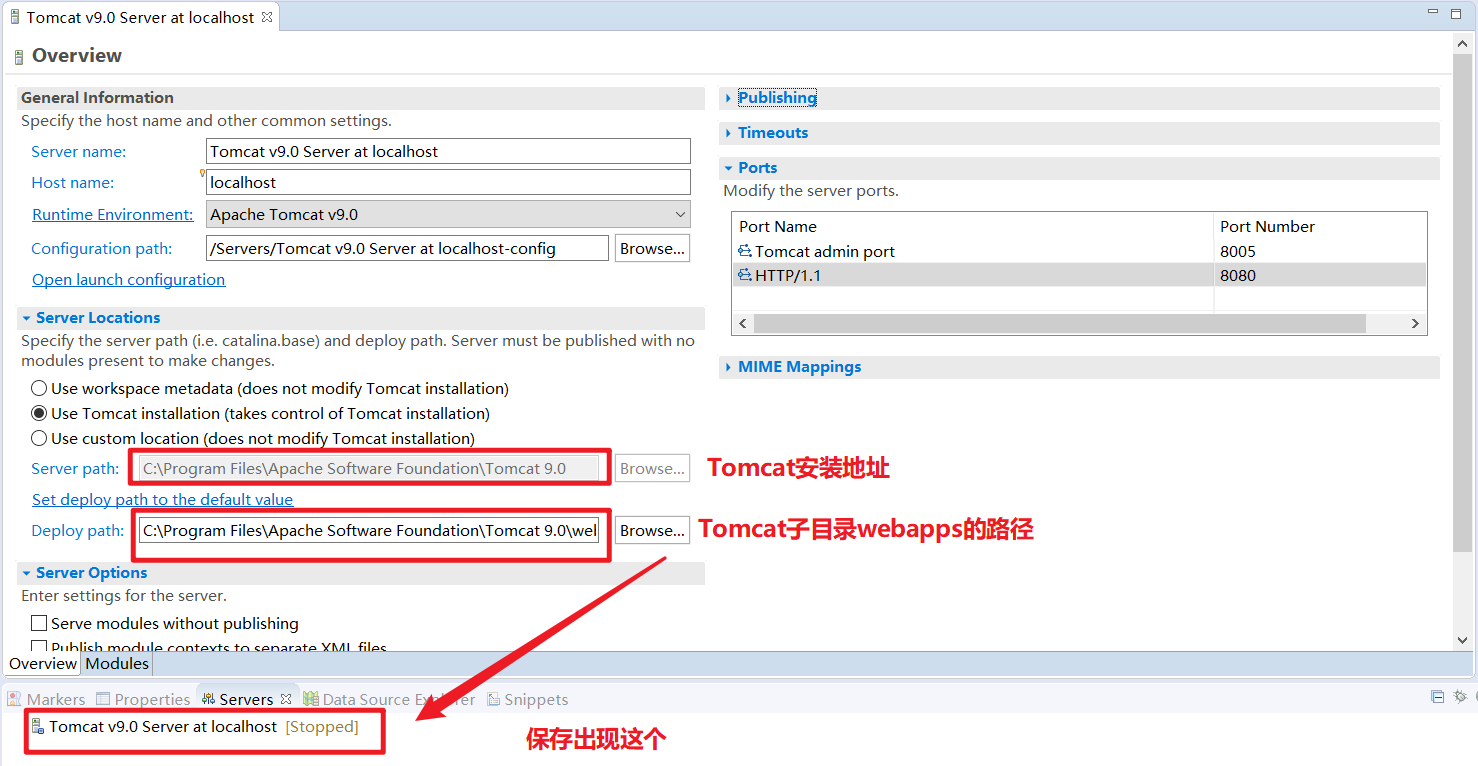 Tomcat v9.0 Server at localhost
Overview
General Information
Specify the host name and other common settings.
Server name: Tomcat v9.0 Server at localhost
Host name: localhost
Runtime Environment: Apache Tomcat v9.0
Configuration path: /Servers/Tomcat v9.0 Server at localhost-config Browse...
Open launch configuration
Server Locations
Specify the server path (i.e. catalina.base) and deploy path. Server must be published with no
modules present to make changes.
Use workspace metadata (does not modify Tomcat installation)
Use Tomcat installation (takes control of Tomcat installation)
Use custom location (does not modify Tomcat installation)
Server path: C:\Program Files\Apache Software Foundation\Tomcat 9.0 Browse... Tomcat安装地址
Set deploy path to the default value
Deploy path: C:\Program Files\Apache Software Foundation\Tomcat 9.0\wel Browse... Tomcat子目录webapps的路径
Server Options
Enter settings for the server.
Serve modules without publishing
Publish module contexts to separate XML files
Publishing
Timeouts
Ports
Modify the server ports.
Port Name Port Number
Tomcat admin port 8005
HTTP/1.1 8080
MIME Mappings
Overview Modules
Markers Properties Servers Data Source Explorer Snippets
Tomcat v9.0 Server at localhost [Stopped]
保存出现这个